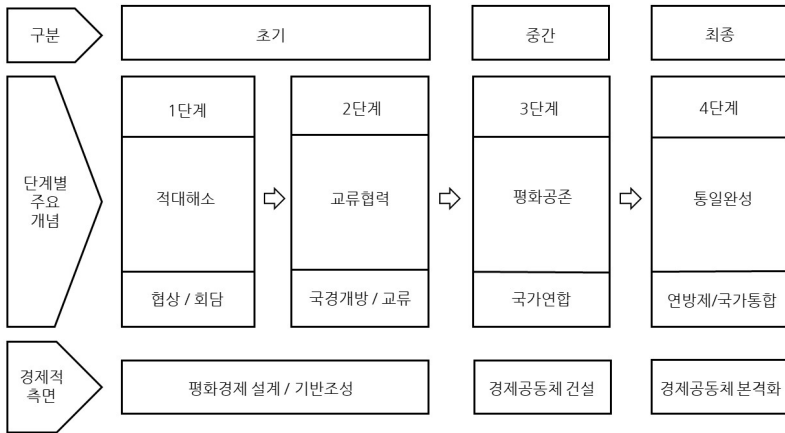 구분
초기
중간
최종
단계별
주요
개념
1단계
2단계
3단계
4단계
적대해소
교류협력
평화공존
통일완성
협상 / 회담
국경개방 / 교류
국가연합
연방제/국가통합
경제적
측면
평화경제 설계 / 기반조성
경제공동체 건설
경제공동체 본격화